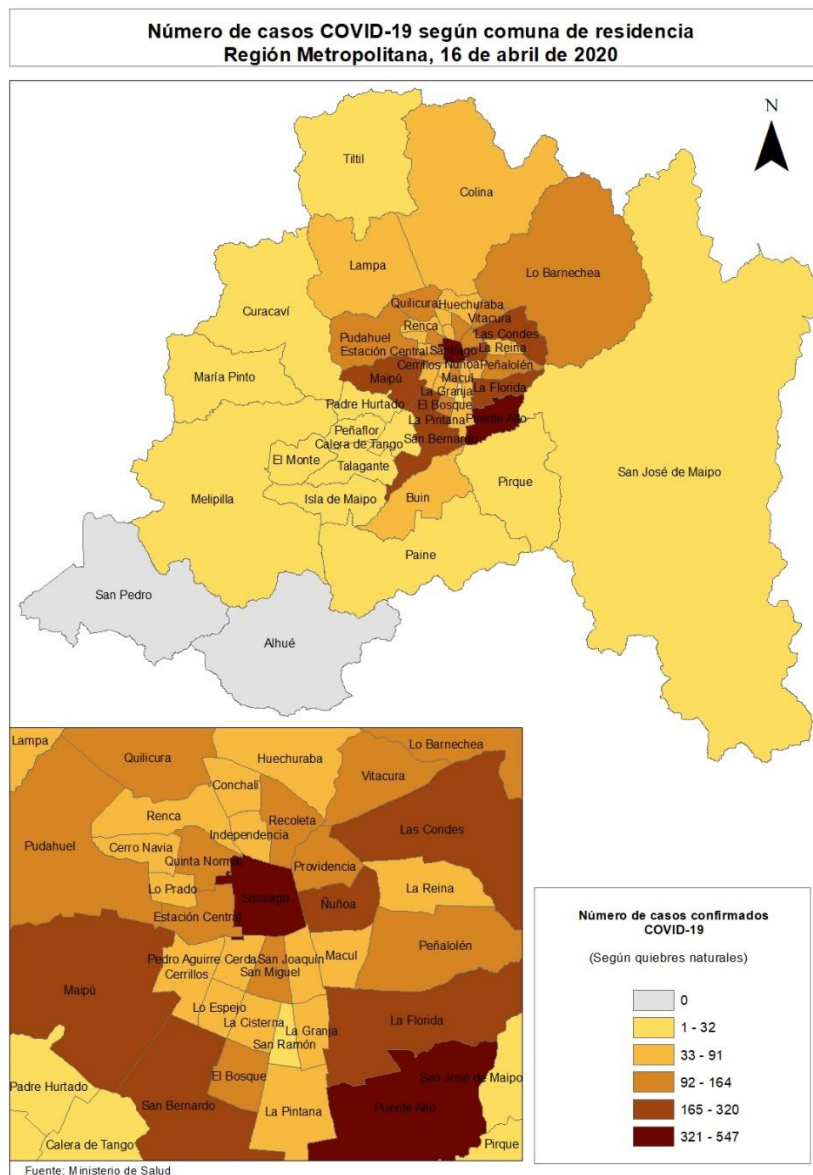 Número de casos COVID-19 según comuna de residencia
Región Metropolitana, 16 de abril de 2020
N
Tiltil
Colina
Lampa
Lo Barnechea
Curacaví
Quilicura
Huechuraba
Renca
Vitacura
Pudahuel
Las Condes
Estación Central
Santiago
La Reina
Cerrillos
Ñuñoa
Peñalolén
María Pinto
Maipú
Macul
La Granja
La Florida
Padre Hurtado
El Bosque
Peñaflor
La Pintana
Puente Alto
Calera de Tango
San Bernardo
El Monte
Talagante
San José de Maipo
Melipilla
Isla de Maipo
Buin
Pirque
Paine
San Pedro
Alhué
Lampa
Quilicura
Huechuraba
Lo Barnechea
Vitacura
Conchalí
Renca
Recoleta
Independencia
Las Condes
Pudahuel
Cerro Navia
Quinta Normal
Providencia
Lo Prado
Santiago
Ñuñoa
La Reina
Estación Central
Pedro Aguirre
Cerda
San Joaquín
Macul
Peñalolén
Cerrillos
San Miguel
Maipú
Lo Espejo
La Cisterna
La Granja
La Florida
San Ramón
El Bosque
San José de Maipo
Padre Hurtado
San Bernardo
La Pintana
Puente Alto
Calera de Tango
Pirque
Número de casos confirmados
COVID-19
(Según quiebres naturales)
0
1 - 32
33 - 91
92 - 164
165 - 320
321 - 547
Fuente: Ministerio de Salud